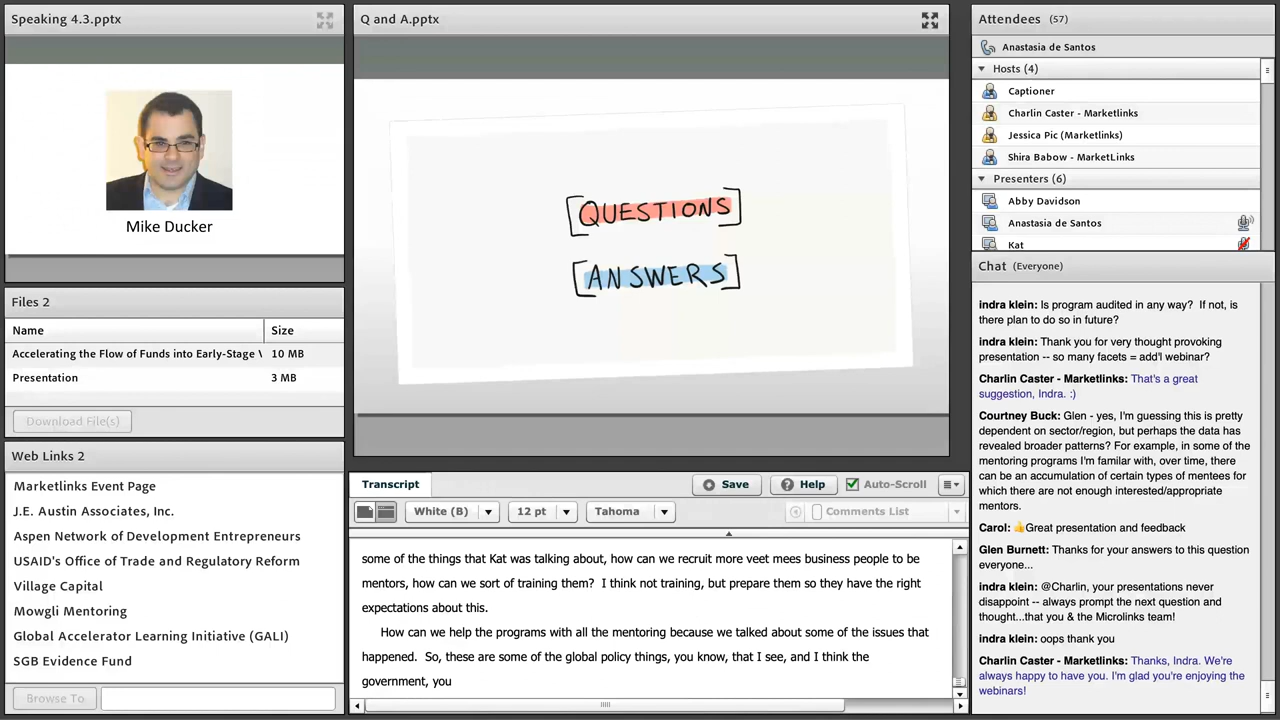 Speaking 4.3.pptx
Mike Ducker
Files 2
Name Size
Accelerating the Flow of Funds into Early-Stage 10 MB
Presentation 3 MB
Download File(s)
Web Links 2
Marketlinks Event Page
J.E. Austin Associates, Inc.
Aspen Network of Development Entrepreneurs
USAID's Office of Trade and Regulatory Reform
Village Capital
Mowgli Mentoring
Global Accelerator Learning Initiative (GALI)
SGB Evidence Fund
Browse To
Q and A.pptx
[QUESTIONS]
[ANSWERS]
Transcript Save Help Auto-Scroll
White (B) 12 pt Tahoma Comments List
some of the things that Kat was talking about, how can we recruit more veet mees business people to be
mentors, how can we sort of training them?  I think not training, but prepare them so they have the right
expectations about this.
How can we help the programs with all the mentoring because we talked about some of the issues that
happened.  So, these are some of the global policy things, you know, that I see, and I think the
government, you
Attendees (57)
Anastasia de Santos
Hosts (4)
Captioner
Charlin Caster - Marketlinks
Jessica Pic (Marketlinks)
Shira Babow - MarketLinks
Presenters (6)
Abby Davidson
Anastasia de Santos
Kat
Chat (Everyone)
indra klein: Is program audited in any way?  If not, is
there plan to do so in future?
indra klein: Thank you for very thought provoking
presentation -- so many facets = add'l webinar?
Charlin Caster - Marketlinks: That's a great
suggestion, Indra. :)
Courtney Buck: Glen - yes, I'm guessing this is pretty
dependent on sector/region, but perhaps the data has
revealed broader patterns? For example, in some of the
mentoring programs I'm familar with, over time, there
can be an accumulation of certain types of mentees for
which there are not enough interested/appropriate
mentors.
Carol: 👍Great presentation and feedback
Glen Burnett: Thanks for your answers to this question
everyone...
indra klein: @Charlin, your presentations never
disappoint -- always prompt the next question and
thought...that you & the Microlinks team!
indra klein: oops thank you
Charlin Caster - Marketlinks: Thanks, Indra. We're
always happy to have you. I'm glad you're enjoying the
webinars!